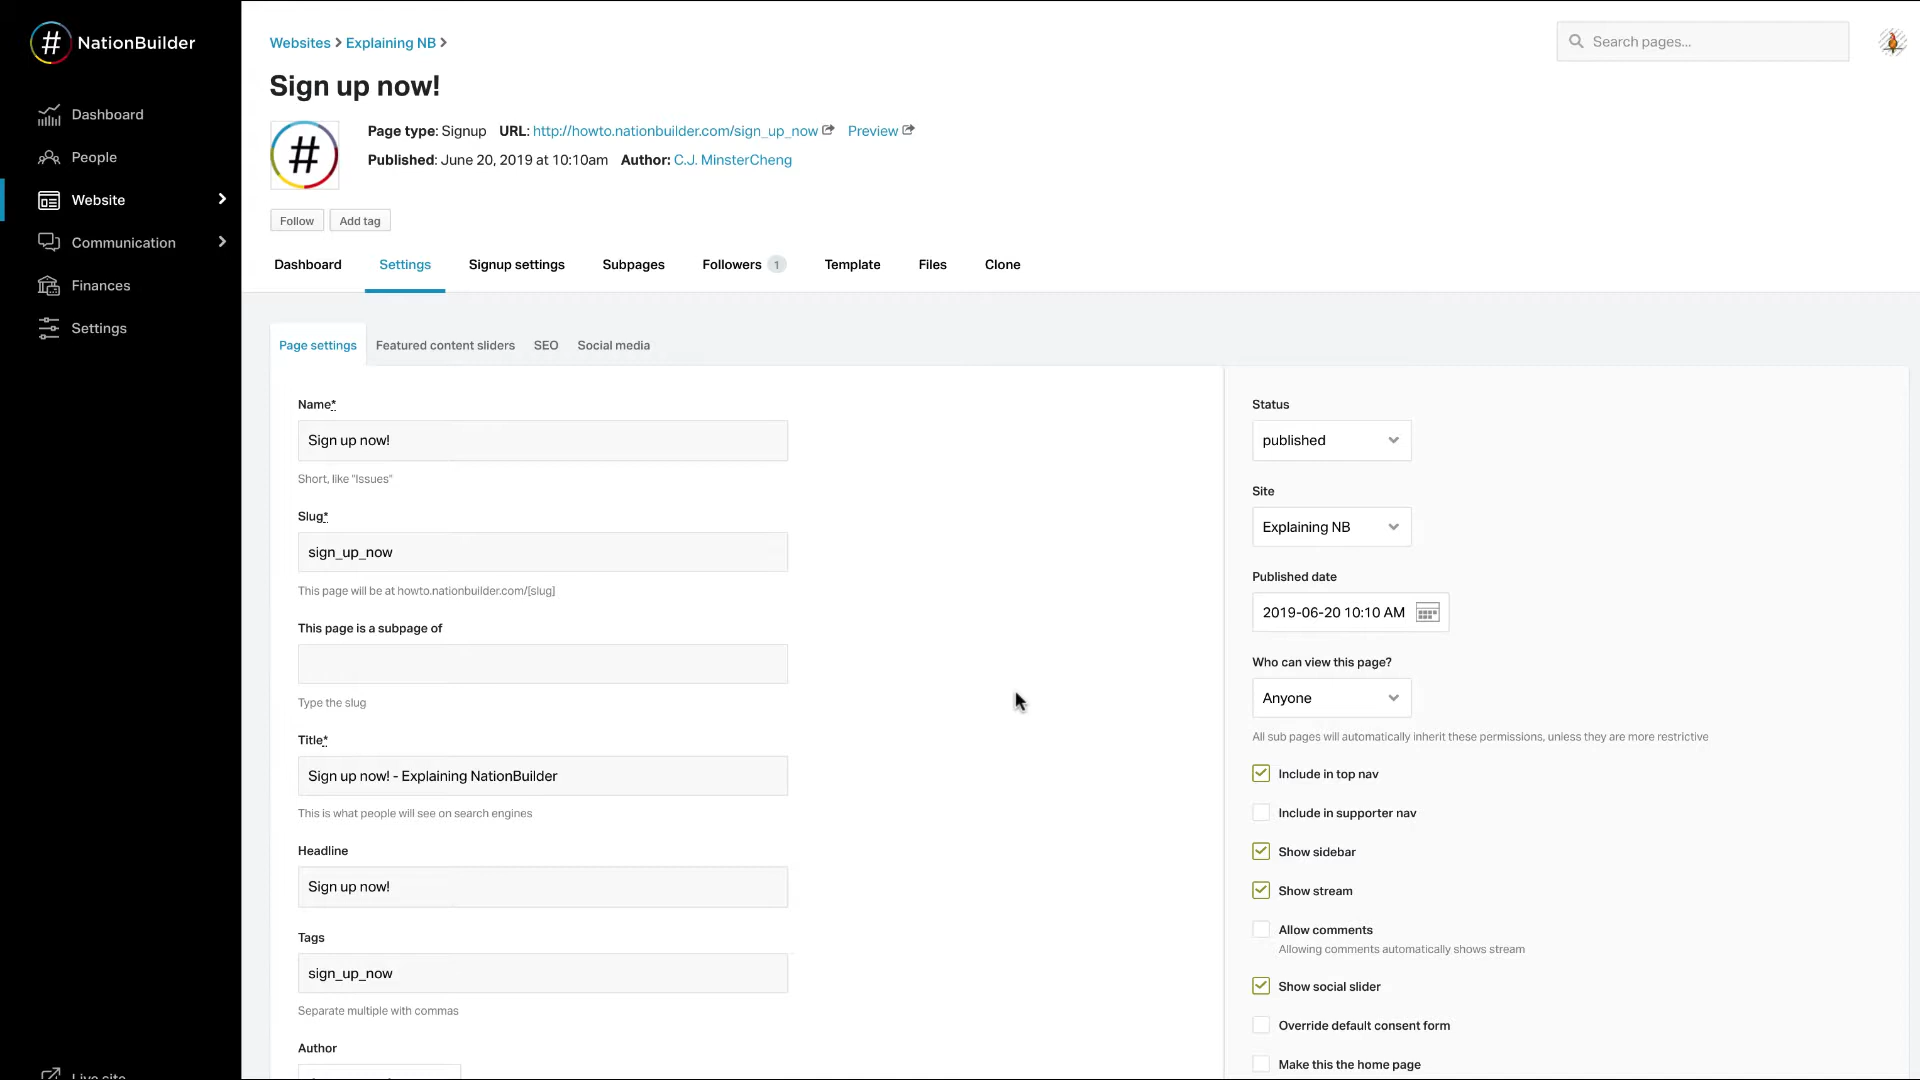 NationBuilder
Websites > Explaining NB >
Search pages...
Sign up now!
Page type: Signup URL: http://howto.nationbuilder.com/sign_up_now Preview
Published: June 20, 2019 at 10:10am Author: C.J. MinsterCheng
Follow Add tag
Dashboard
People
Website
Communication
Finances
Settings
Dashboard Settings Signup settings Subpages Followers 1 Template Files Clone
Page settings Featured content sliders SEO Social media
Name*
Sign up now!
Short, like "Issues"
Slug*
sign_up_now
This page will be at howto.nationbuilder.com/[slug]
This page is a subpage of
Type the slug
Title*
Sign up now! - Explaining NationBuilder
This is what people will see on search engines
Headline
Sign up now!
Tags
sign_up_now
Separate multiple with commas
Author
Status
published
Site
Explaining NB
Published date
2019-06-20 10:10 AM
Who can view this page?
Anyone
All sub pages will automatically inherit these permissions, unless they are more restrictive
Include in top nav
Include in supporter nav
Show sidebar
Show stream
Allow comments
Allowing comments automatically shows stream
Show social slider
Override default consent form
Make this the home page
Live site